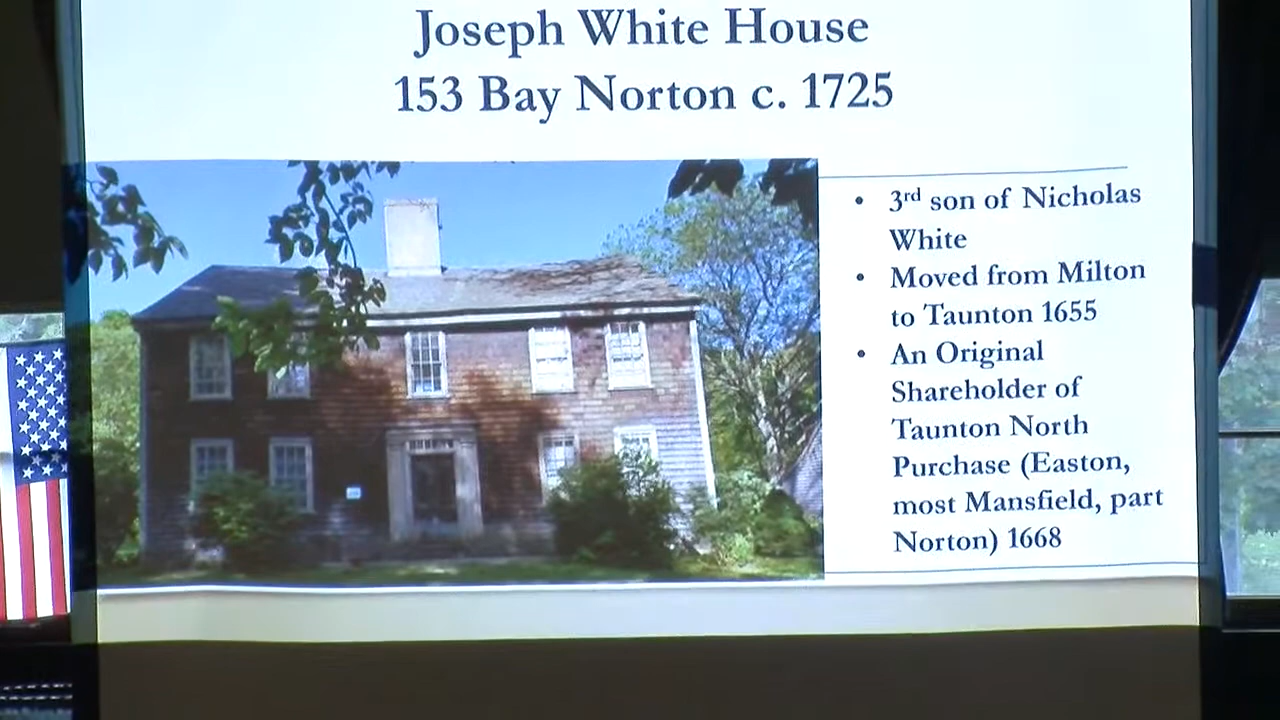 Joseph White House
153 Bay Norton c. 1725
• 3rd son of Nicholas
White
• Moved from Milton
to Taunton 1655
• An Original
Shareholder of
Taunton North
Purchase (Easton,
most Mansfield, part
Norton) 1668